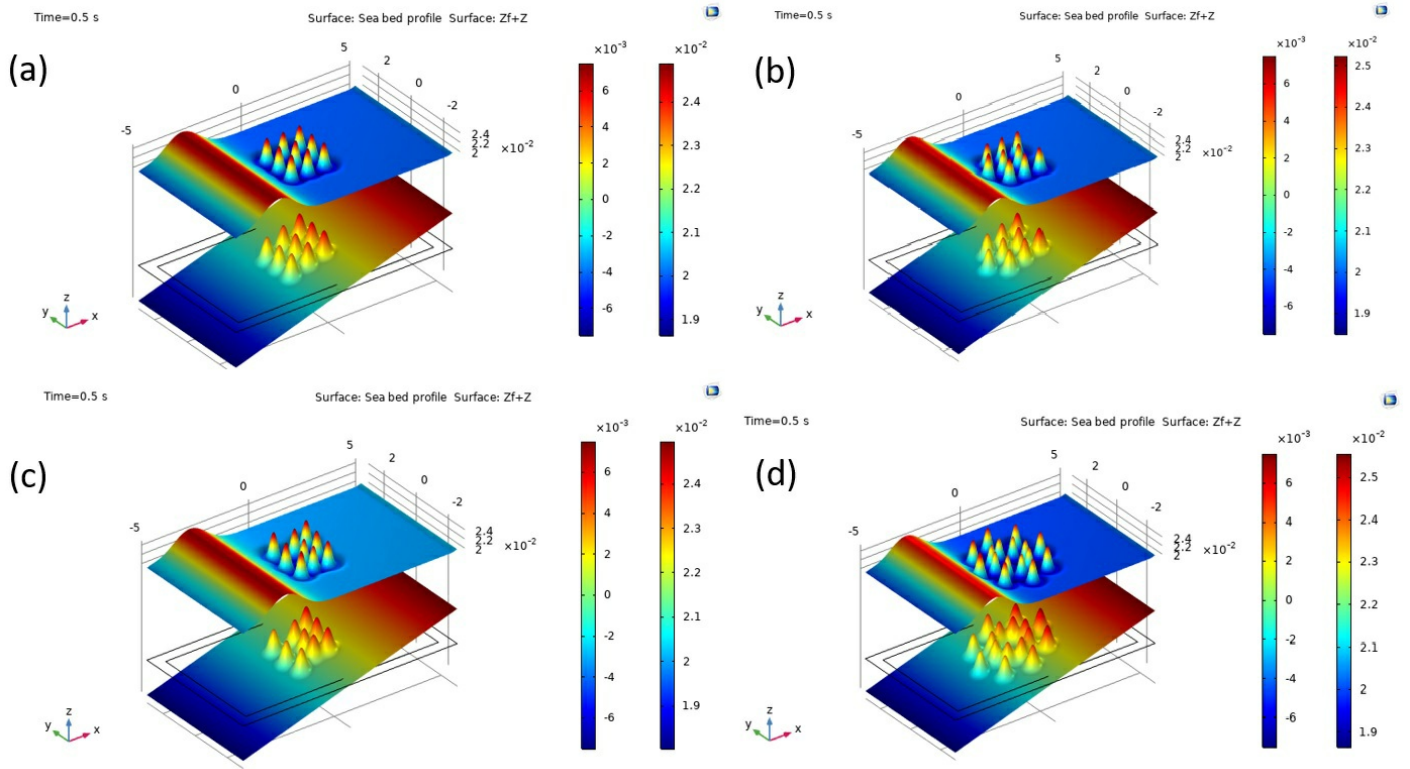 Time=0.5 s Surface: Sea bed profile Surface: Zf+Z
(a)
×10⁻³ ×10⁻²
5 2 0 -2
0
-5
2.4
2.2 ×10⁻²
2
6 4 2 0 -2 -4 -6
2.4 2.3 2.2 2.1 2 1.9
y z x
Time=0.5 s Surface: Sea bed profile Surface: Zf+Z
(b)
×10⁻³ ×10⁻²
5 2 0 -2
0
-5
2.4
2.2 ×10⁻²
2
6 4 2 0 -2 -4 -6
2.5 2.4 2.3 2.2 2.1 2 1.9
y z x
Time=0.5 s Surface: Sea bed profile Surface: Zf+Z
(c)
×10⁻³ ×10⁻²
5 2 0 -2
0
-5
2.4
2.2 ×10⁻²
2
6 4 2 0 -2 -4 -6
2.4 2.3 2.2 2.1 2 1.9
y z x
Time=0.5 s Surface: Sea bed profile Surface: Zf+Z
(d)
×10⁻³ ×10⁻²
5 2 0 -2
0
-5
2.4
2.2 ×10⁻²
2
6 4 2 0 -2 -4 -6
2.5 2.4 2.3 2.2 2.1 2 1.9
y z x